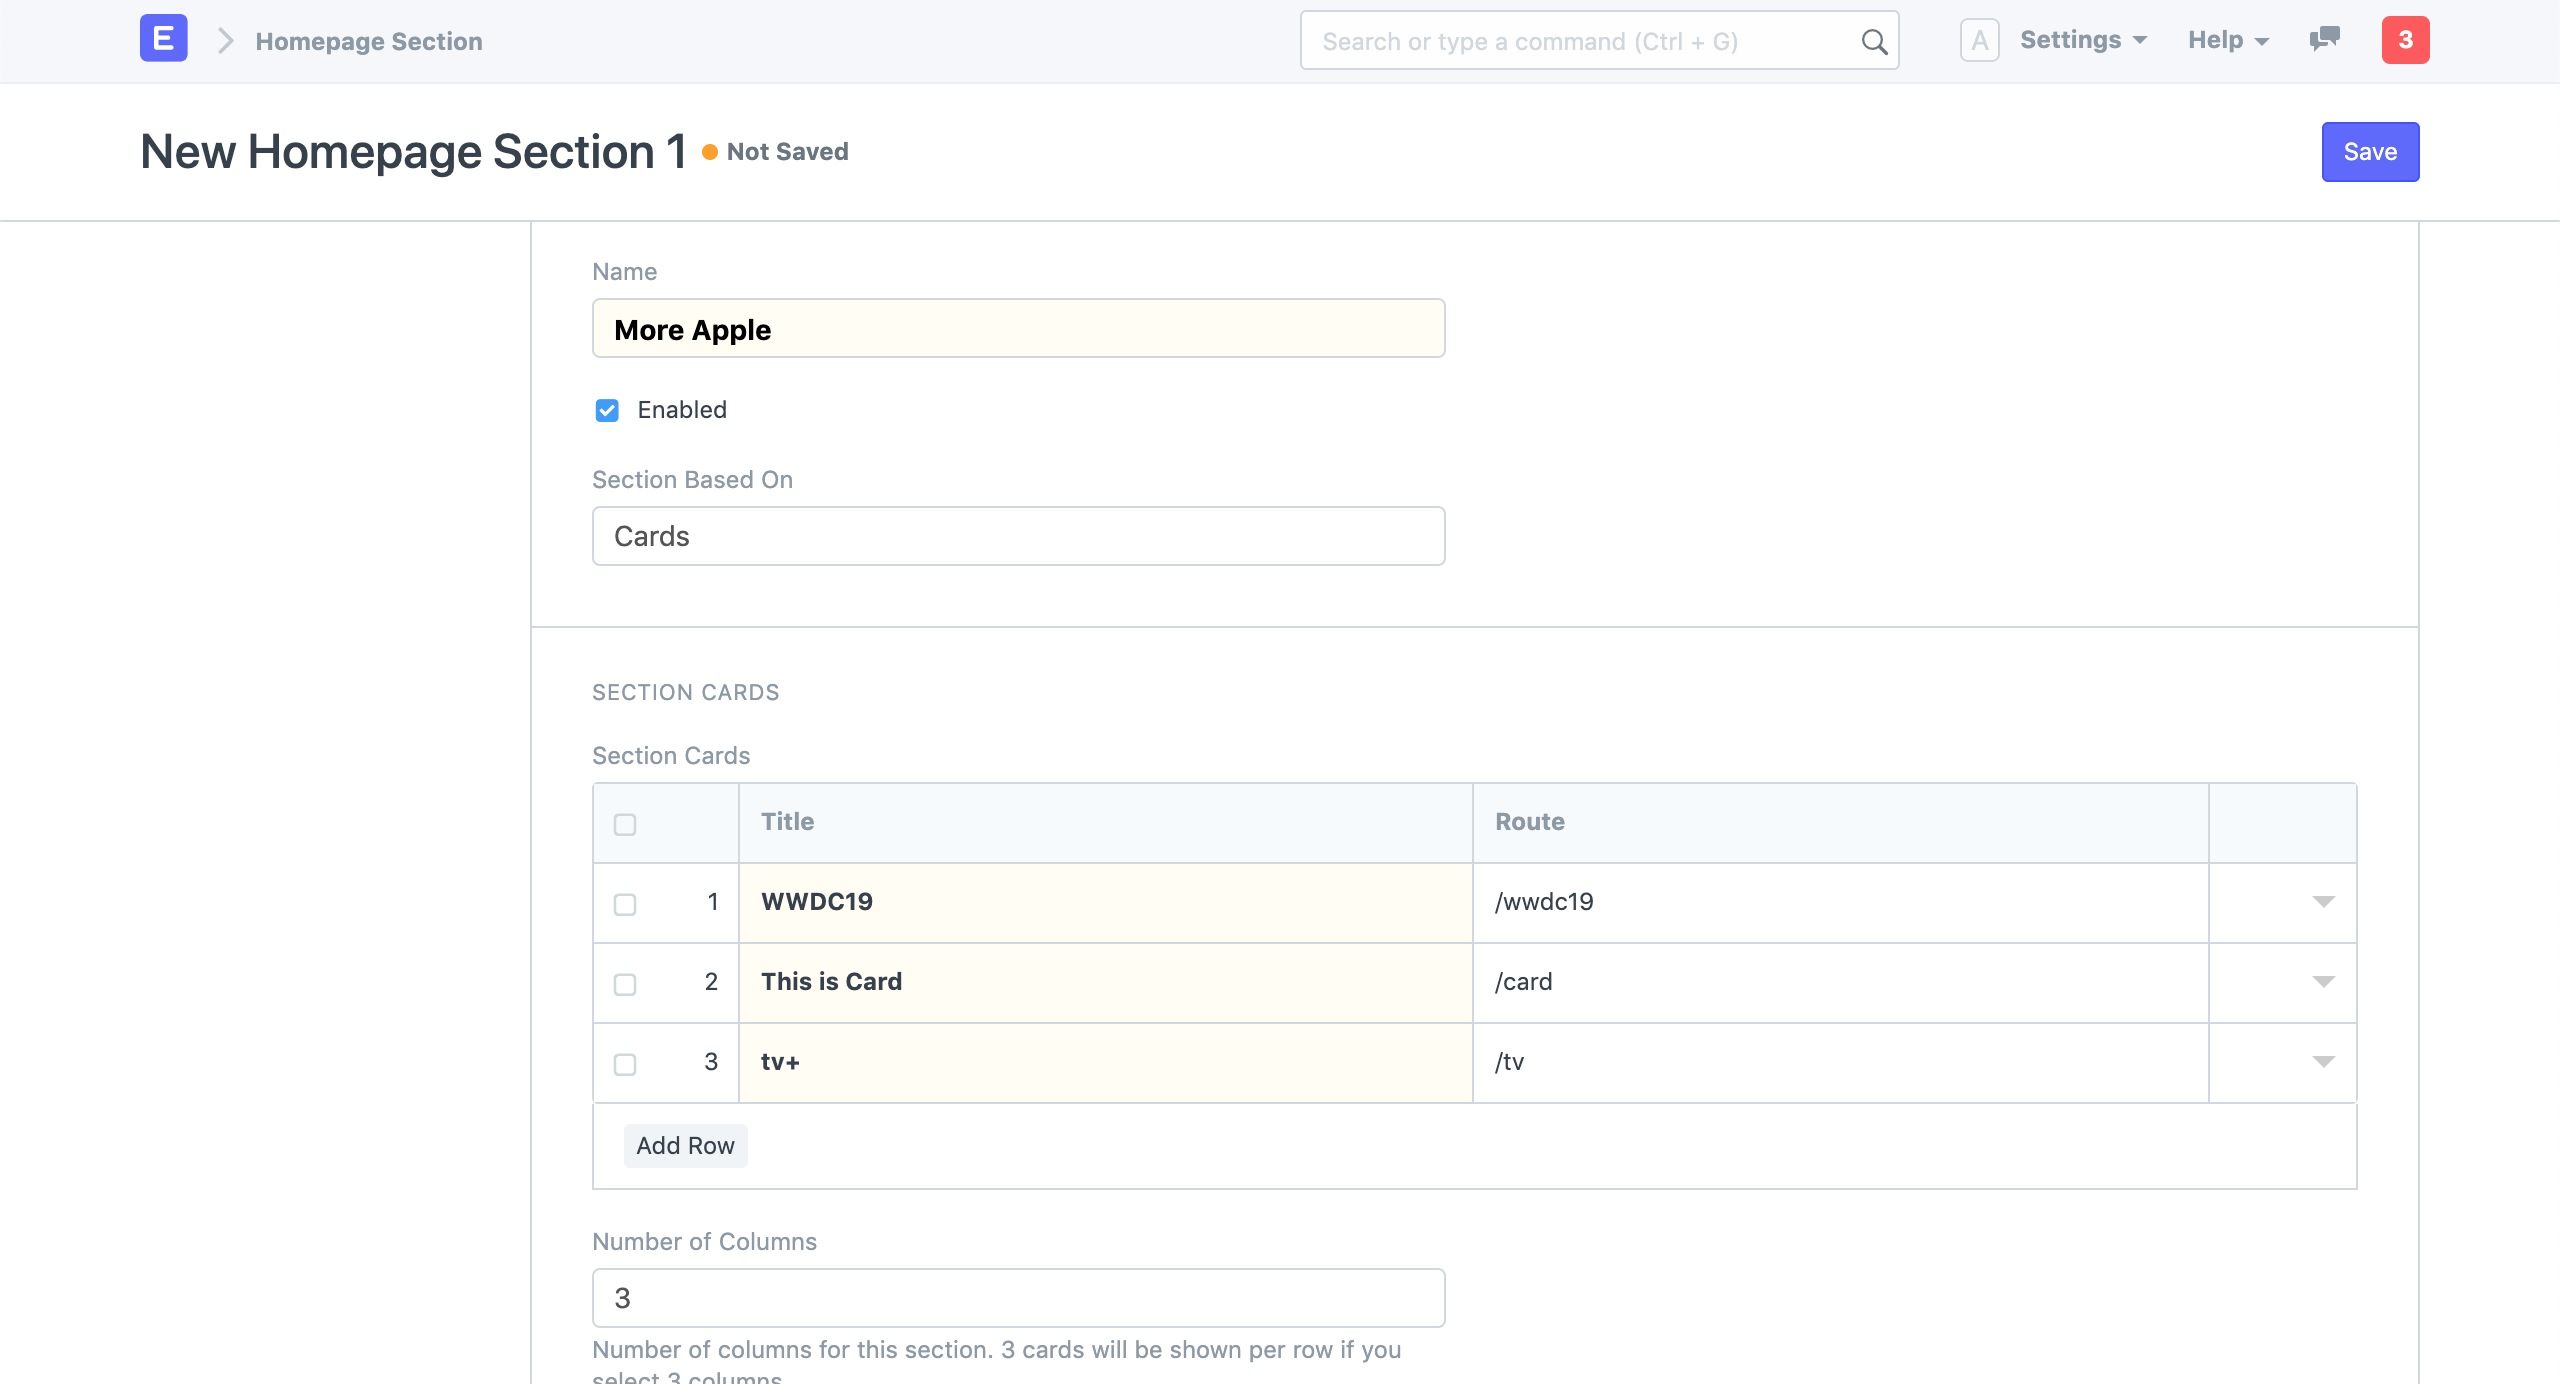 E
Homepage Section
Search or type a command (Ctrl + G)
A
Settings
Help
3
New Homepage Section 1
Not Saved
Save
Name
More Apple
Enabled
Section Based On
Cards
SECTION CARDS
Section Cards
Title Route
1 WWDC19 /wwdc19
2 This is Card /card
3 tv+ /tv
Add Row
Number of Columns
3
Number of columns for this section. 3 cards will be shown per row if you
select 3 columns.